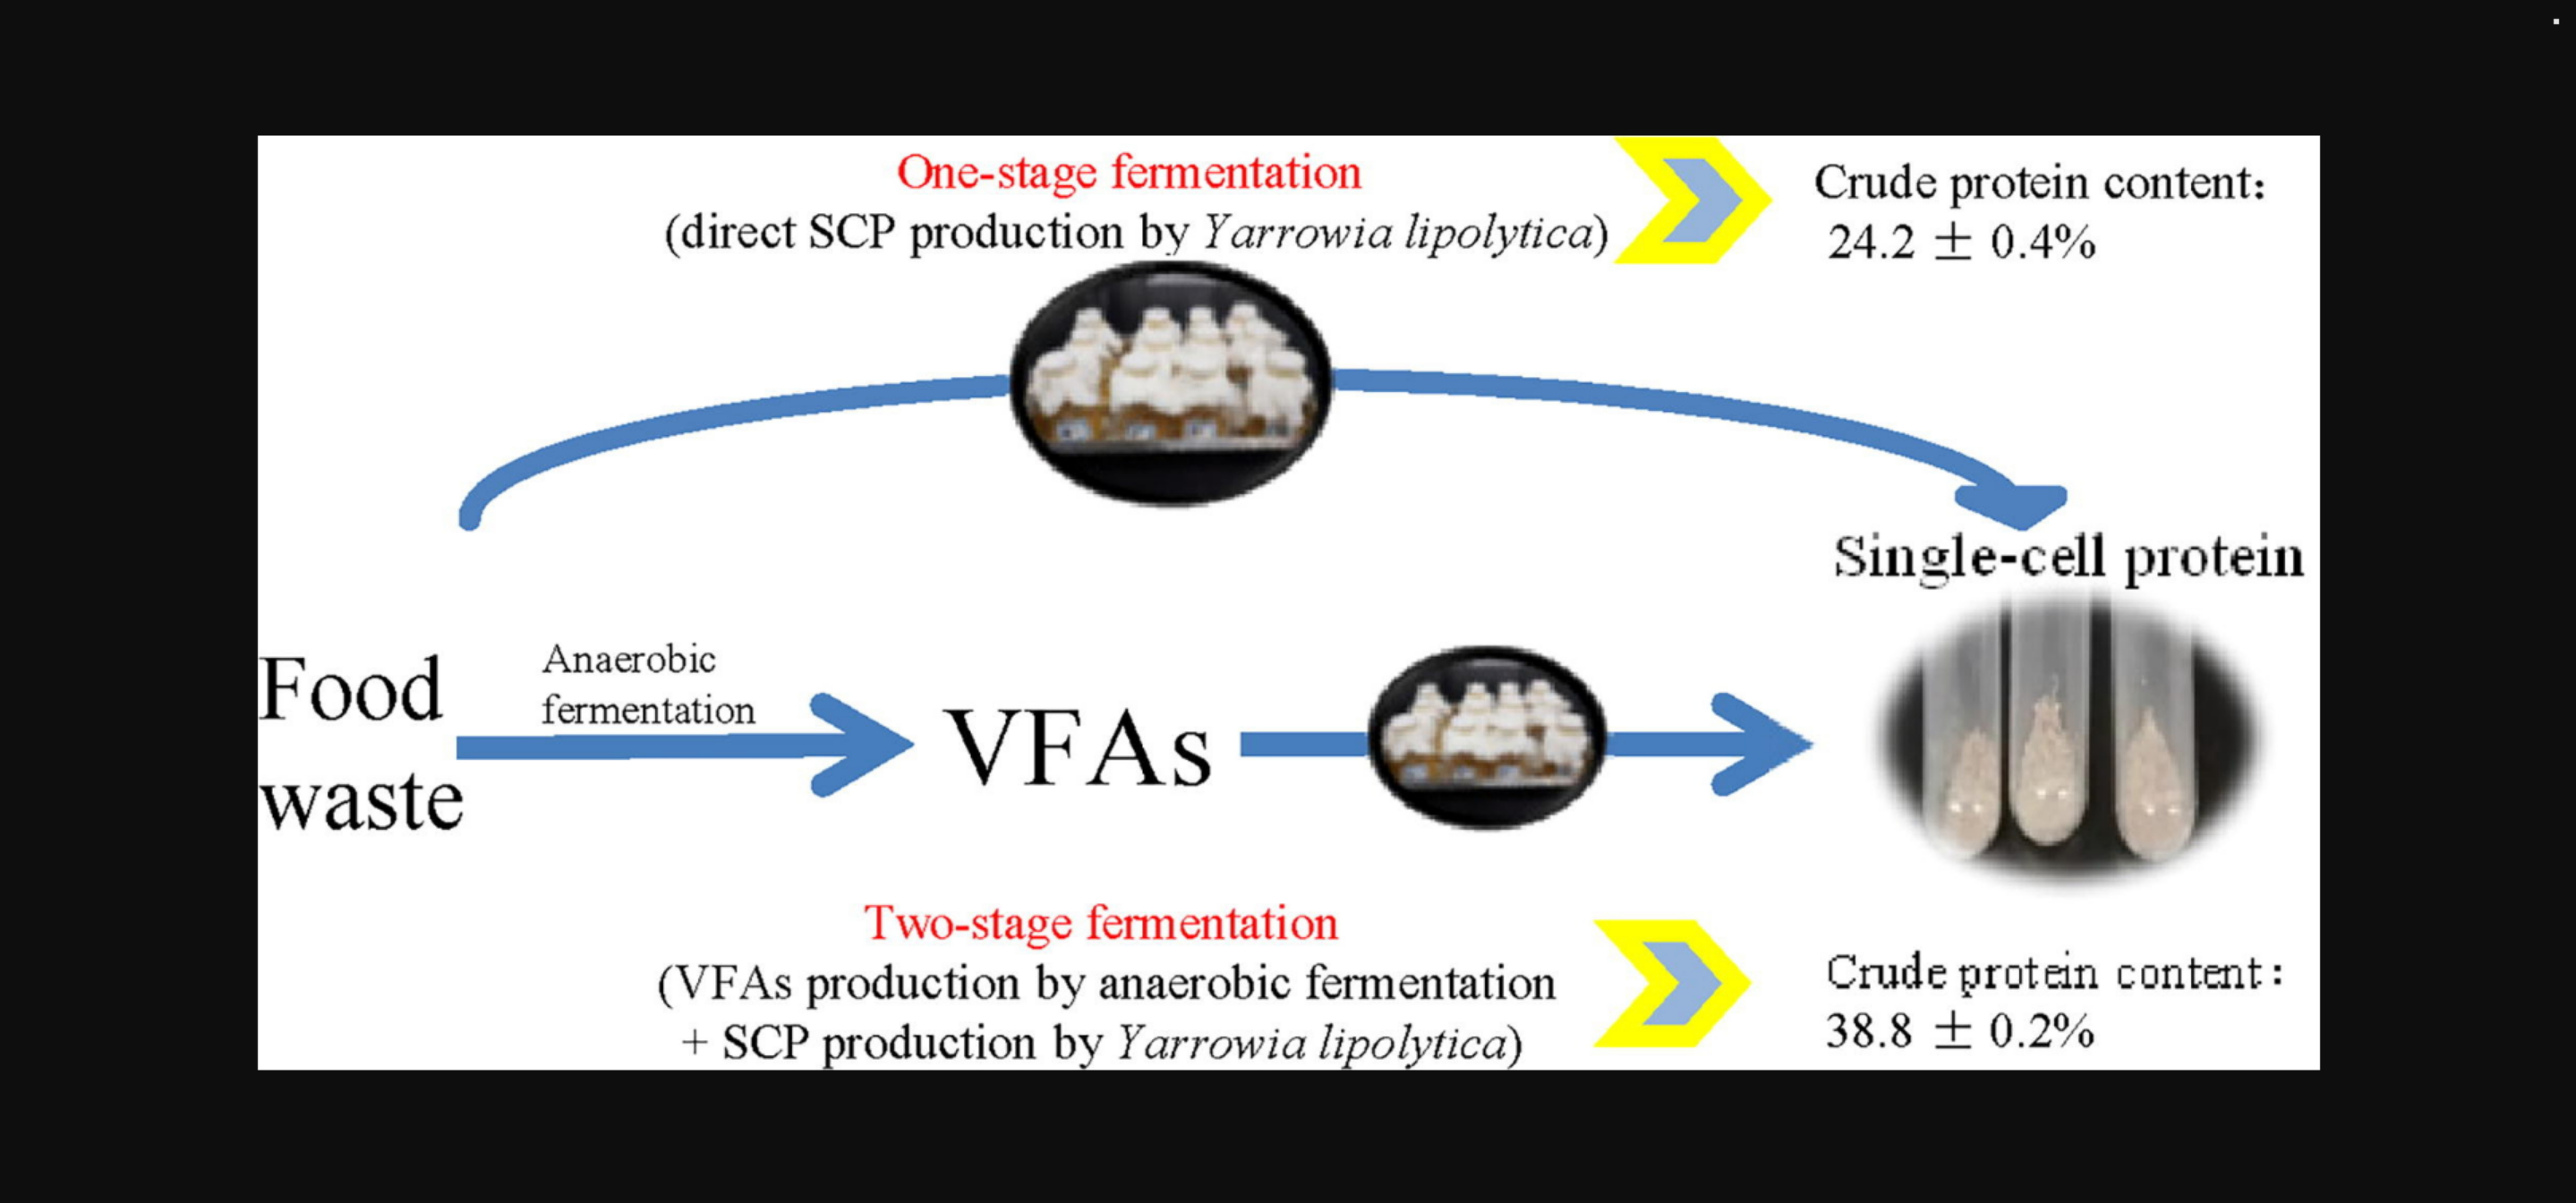 One-stage fermentation
(direct SCP production by Yarrowia lipolytica)
Crude protein content:
24.2 ± 0.4%
Single-cell protein
Food
waste
Anaerobic
fermentation
VFAs
Two-stage fermentation
(VFAs production by anaerobic fermentation
+ SCP production by Yarrowia lipolytica)
Crude protein content:
38.8 ± 0.2%